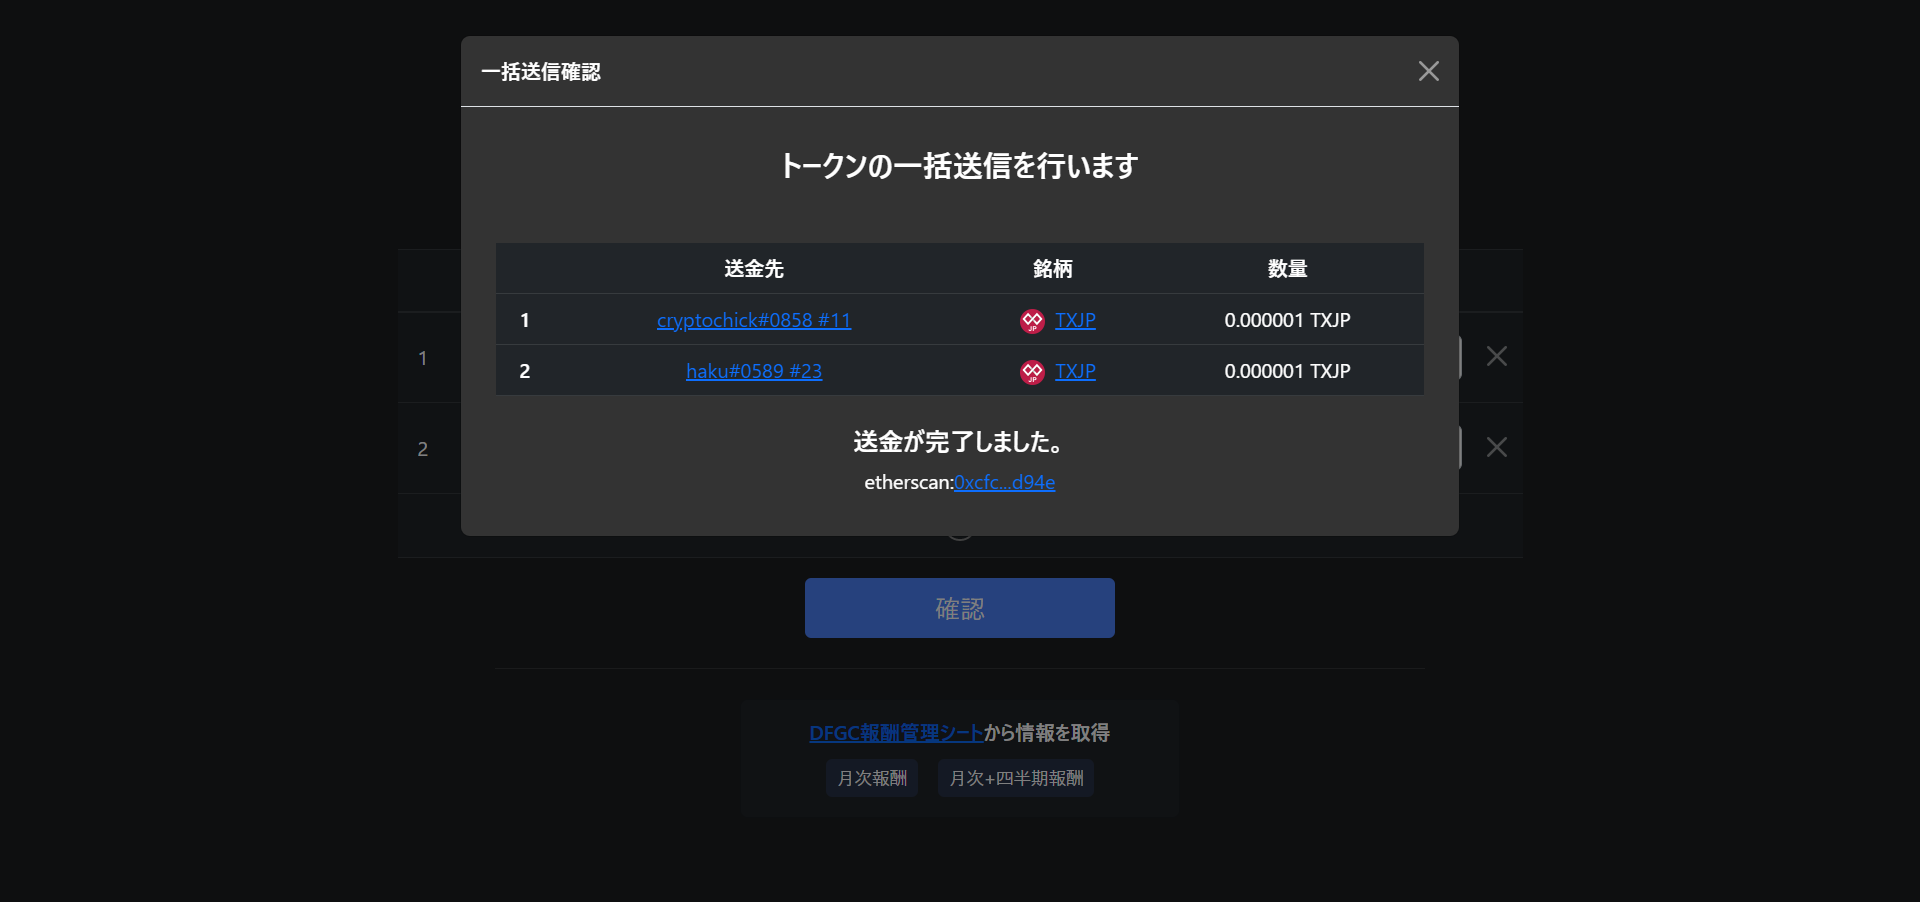 一括送信確認
トークンの一括送信を行います
送金先 銘柄 数量
1 cryptochick#0858 #11 JP TXJP 0.000001 TXJP
2 haku#0589 #23 JP TXJP 0.000001 TXJP
送金が完了しました。
etherscan:0xcfc...d94e
1
2
確認
DFGC報酬管理シートから情報を取得
月次報酬 月次+四半期報酬